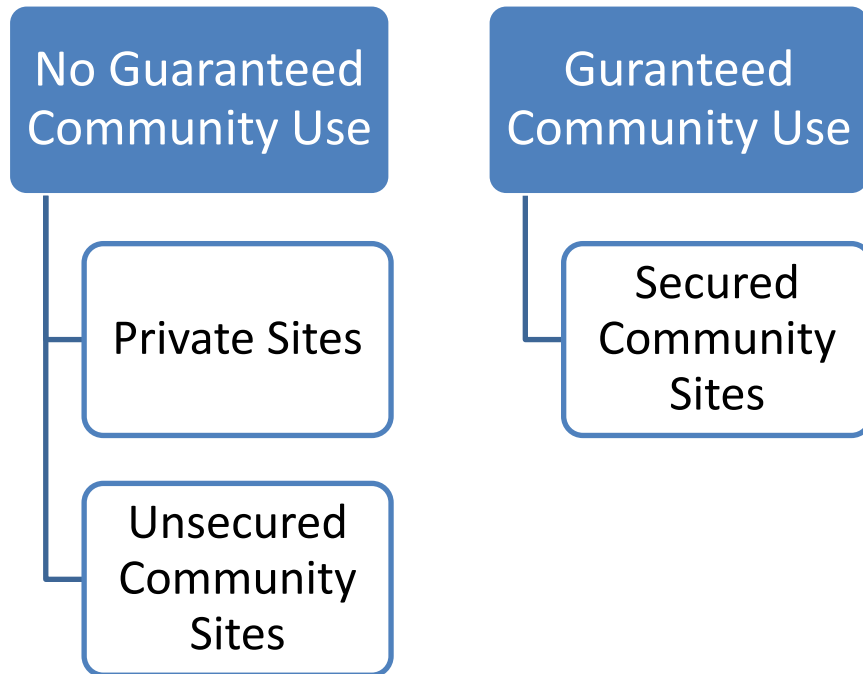 No Guaranteed
Community Use
Private Sites
Unsecured
Community
Sites
Guranteed
Community Use
Secured
Community
Sites